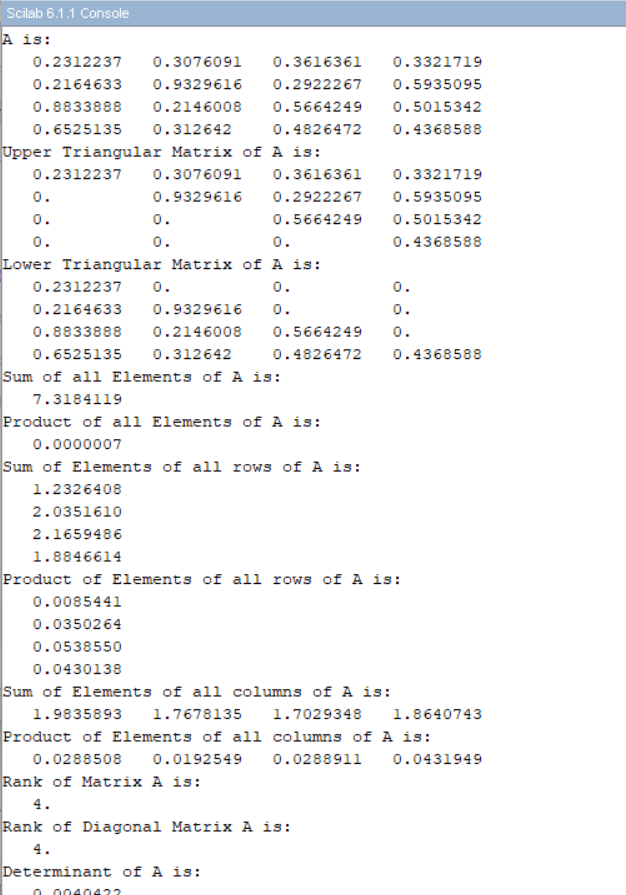 Scilab 6.1.1 Console
A is:
0.2312237 0.3076091 0.3616361 0.3321719
0.2164633 0.9329616 0.2922267 0.5935095
0.8833888 0.2146008 0.5664249 0.5015342
0.6525135 0.312642 0.4826472 0.4368588
Upper Triangular Matrix of A is:
0.2312237 0.3076091 0.3616361 0.3321719
0. 0.9329616 0.2922267 0.5935095
0. 0. 0.5664249 0.5015342
0. 0. 0. 0.4368588
Lower Triangular Matrix of A is:
0.2312237 0. 0. 0.
0.2164633 0.9329616 0. 0.
0.8833888 0.2146008 0.5664249 0.
0.6525135 0.312642 0.4826472 0.4368588
Sum of all Elements of A is:
7.3184119
Product of all Elements of A is:
0.0000007
Sum of Elements of all rows of A is:
1.2326408
2.0351610
2.1659486
1.8846614
Product of Elements of all rows of A is:
0.0085441
0.0350264
0.0538550
0.0430138
Sum of Elements of all columns of A is:
1.9835893 1.7678135 1.7029348 1.8640743
Product of Elements of all columns of A is:
0.0288508 0.0192549 0.0288911 0.0431949
Rank of Matrix A is:
4.
Rank of Diagonal Matrix A is:
4.
Determinant of A is:
0.0040422